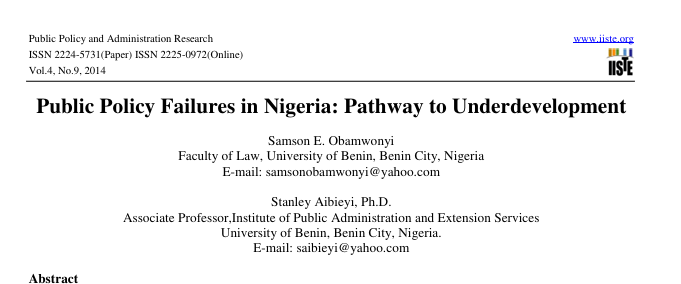 Public Policy and Administration Research
www.iiste.org
ISSN 2224-5731(Paper) ISSN 2225-0972(Online)
Vol.4, No.9, 2014
IISTE
Public Policy Failures in Nigeria: Pathway to Underdevelopment
Samson E. Obamwonyi
Faculty of Law, University of Benin, Benin City, Nigeria
E-mail: samsonobamwonyi@yahoo.com
Stanley Aibieyi, Ph.D.
Associate Professor,Institute of Public Administration and Extension Services
University of Benin, Benin City, Nigeria.
E-mail: saibieyi@yahoo.com
Abstract